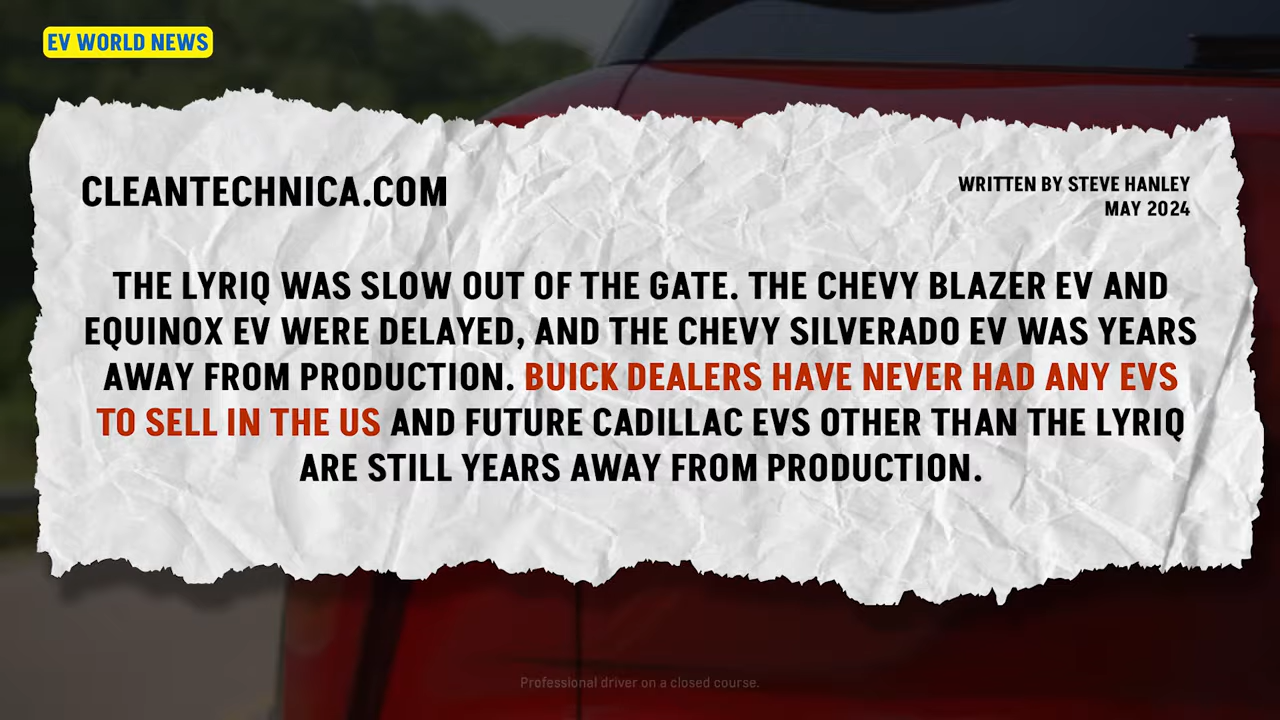 EV WORLD NEWS
CLEANTECHNICA.COM
WRITTEN BY STEVE HANLEY
MAY 2024
THE LYRIQ WAS SLOW OUT OF THE GATE. THE CHEVY BLAZER EV AND
EQUINOX EV WERE DELAYED, AND THE CHEVY SILVERADO EV WAS YEARS
AWAY FROM PRODUCTION. BUICK DEALERS HAVE NEVER HAD ANY EVS
TO SELL IN THE US AND FUTURE CADILLAC EVS OTHER THAN THE LYRIQ
ARE STILL YEARS AWAY FROM PRODUCTION.
Professional driver on a closed course.